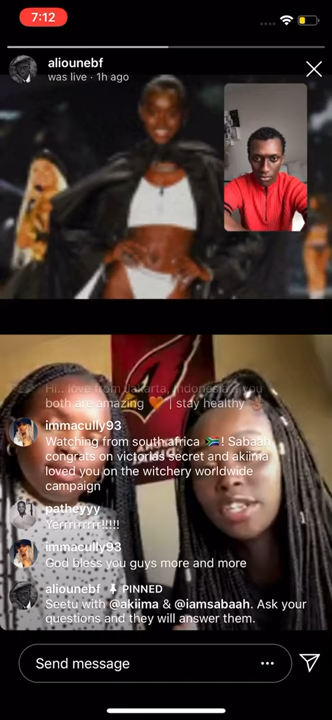 7:12
aliounebf
was live · 1h ago
Hi.. love from Jakarta, Indonesia, you
both are amazing 🧡 | stay healthy
immacully93
Watching from south africa 🇿🇦! Sabaah
congrats on victorias secret and akiima
loved you on the witchery worldwide
campaign
patheyyy
Yerrrrrrrr!!!!!
immacully93
God bless you guys more and more
aliounebf PINNED
Seetu with @akiima & @iamsabaah. Ask your
questions and they will answer them.
Send message